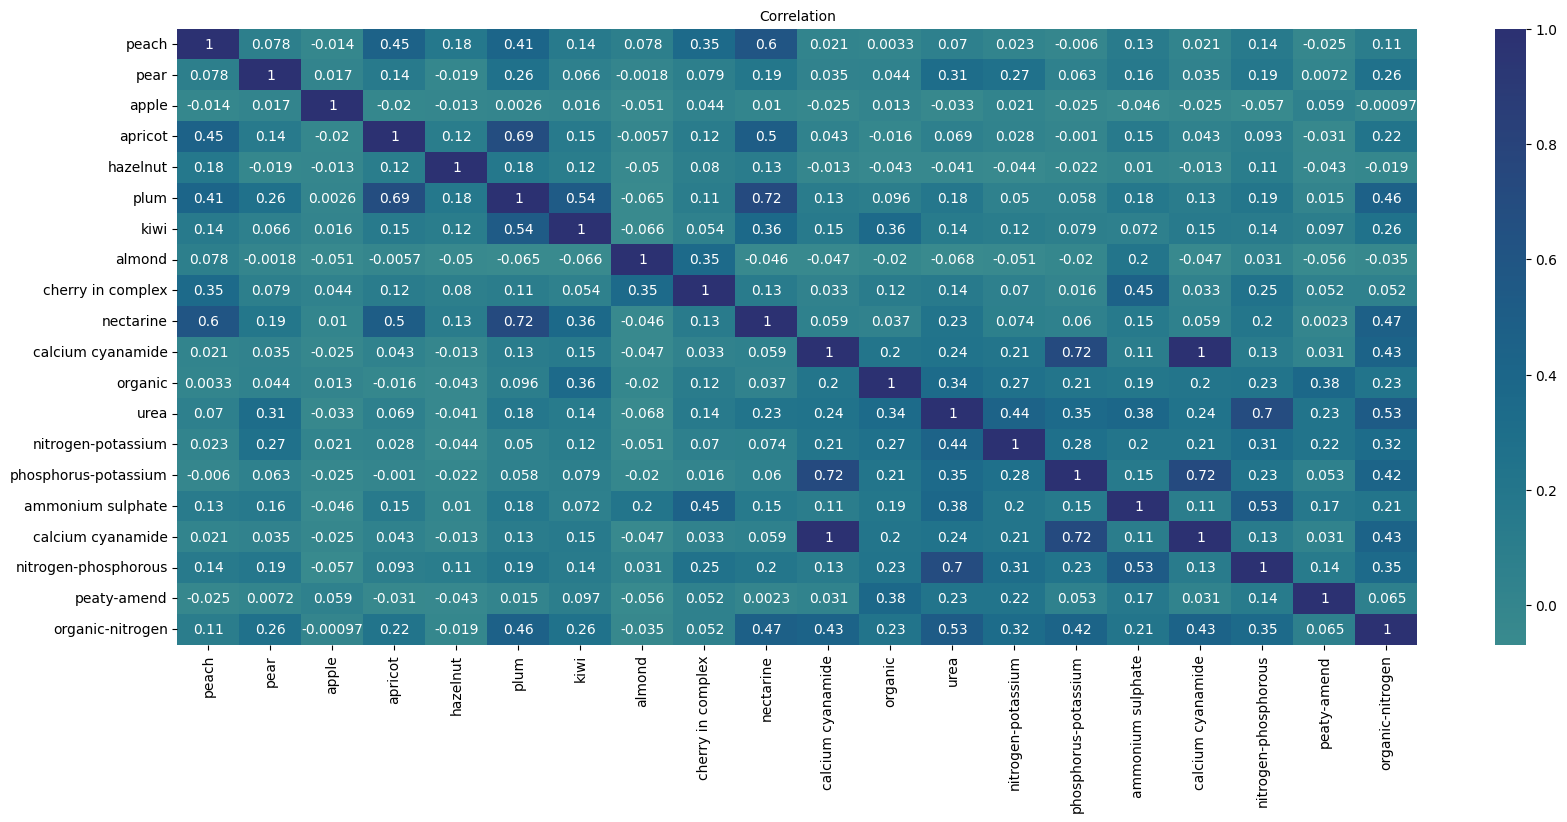 Correlation
peach 1 0.078 -0.014 0.45 0.18 0.41 0.14 0.078 0.35 0.6 0.021 0.0033 0.07 0.023 -0.006 0.13 0.021 0.14 -0.025 0.11
pear 0.078 1 0.017 0.14 -0.019 0.26 0.066 -0.0018 0.079 0.19 0.035 0.044 0.31 0.27 0.063 0.16 0.035 0.19 0.0072 0.26
apple -0.014 0.017 1 -0.02 -0.013 0.0026 0.016 -0.051 0.044 0.01 -0.025 0.013 -0.033 0.021 -0.025 -0.046 -0.025 -0.057 0.059 -0.00097
apricot 0.45 0.14 -0.02 1 0.12 0.69 0.15 -0.0057 0.12 0.5 0.043 -0.016 0.069 0.028 -0.001 0.15 0.043 0.093 -0.031 0.22
hazelnut 0.18 -0.019 -0.013 0.12 1 0.18 0.12 -0.05 0.08 0.13 -0.013 -0.043 -0.041 -0.044 -0.022 0.01 -0.013 0.11 -0.043 -0.019
plum 0.41 0.26 0.0026 0.69 0.18 1 0.54 -0.065 0.11 0.72 0.13 0.096 0.18 0.05 0.058 0.18 0.13 0.19 0.015 0.46
kiwi 0.14 0.066 0.016 0.15 0.12 0.54 1 -0.066 0.054 0.36 0.15 0.36 0.14 0.12 0.079 0.072 0.15 0.14 0.097 0.26
almond 0.078 -0.0018 -0.051 -0.0057 -0.05 -0.065 -0.066 1 0.35 -0.046 -0.047 -0.02 -0.068 -0.051 -0.02 0.2 -0.047 0.031 -0.056 -0.035
cherry in complex 0.35 0.079 0.044 0.12 0.08 0.11 0.054 0.35 1 0.13 0.033 0.12 0.14 0.07 0.016 0.45 0.033 0.25 0.052 0.052
nectarine 0.6 0.19 0.01 0.5 0.13 0.72 0.36 -0.046 0.13 1 0.059 0.037 0.23 0.074 0.06 0.15 0.059 0.2 0.0023 0.47
calcium cyanamide 0.021 0.035 -0.025 0.043 -0.013 0.13 0.15 -0.047 0.033 0.059 1 0.2 0.24 0.21 0.72 0.11 1 0.13 0.031 0.43
organic 0.0033 0.044 0.013 -0.016 -0.043 0.096 0.36 -0.02 0.12 0.037 0.2 1 0.34 0.27 0.21 0.19 0.2 0.23 0.38 0.23
urea 0.07 0.31 -0.033 0.069 -0.041 0.18 0.14 -0.068 0.14 0.23 0.24 0.34 1 0.44 0.35 0.38 0.24 0.7 0.23 0.53
nitrogen-potassium 0.023 0.27 0.021 0.028 -0.044 0.05 0.12 -0.051 0.07 0.074 0.21 0.27 0.44 1 0.28 0.2 0.21 0.31 0.22 0.32
phosphorus-potassium -0.006 0.063 -0.025 -0.001 -0.022 0.058 0.079 -0.02 0.016 0.06 0.72 0.21 0.35 0.28 1 0.15 0.72 0.23 0.053 0.42
ammonium sulphate 0.13 0.16 -0.046 0.15 0.01 0.18 0.072 0.2 0.45 0.15 0.11 0.19 0.38 0.2 0.15 1 0.11 0.53 0.17 0.21
calcium cyanamide 0.021 0.035 -0.025 0.043 -0.013 0.13 0.15 -0.047 0.033 0.059 1 0.2 0.24 0.21 0.72 0.11 1 0.13 0.031 0.43
nitrogen-phosphorous 0.14 0.19 -0.057 0.093 0.11 0.19 0.14 0.031 0.25 0.2 0.13 0.23 0.7 0.31 0.23 0.53 0.13 1 0.14 0.35
peaty-amend -0.025 0.0072 0.059 -0.031 -0.043 0.015 0.097 -0.056 0.052 0.0023 0.031 0.38 0.23 0.22 0.053 0.17 0.031 0.14 1 0.065
organic-nitrogen 0.11 0.26 -0.00097 0.22 -0.019 0.46 0.26 -0.035 0.052 0.47 0.43 0.23 0.53 0.32 0.42 0.21 0.43 0.35 0.065 1
peach
pear
apple
apricot
hazelnut
plum
kiwi
almond
cherry in complex
nectarine
calcium cyanamide
organic
urea
nitrogen-potassium
phosphorus-potassium
ammonium sulphate
calcium cyanamide
nitrogen-phosphorous
peaty-amend
organic-nitrogen
1.0
0.8
0.6
0.4
0.2
0.0